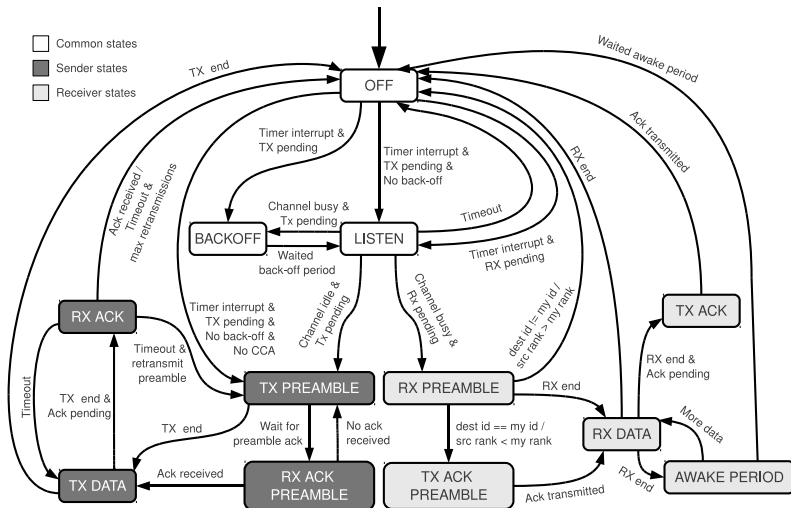 Common states
Sender states
Receiver states
TX end
Waited awake period
OFF
Timer interrupt &
TX pending
Timer interrupt &
TX pending &
No back-off
Ack transmitted
RX end
Ack received /
Timeout &
max retransmissions
Channel busy &
Tx pending
Timeout
BACKOFF
LISTEN
Waited
back-off period
Timer interrupt &
RX pending
RX ACK
Timer interrupt &
TX pending &
No back-off &
No CCA
Channel idle &
Tx pending
Channel busy &
Rx pending
dest id != my id /
src rank > my rank
TX ACK
Timeout &
retransmit
preamble
RX end &
Ack pending
Timeout
TX PREAMBLE
RX PREAMBLE
RX end
TX end &
Ack pending
TX end
Wait for
preamble ack
No ack
received
dest id == my id /
src rank < my rank
RX DATA
More data
Ack received
RX ACK
PREAMBLE
TX ACK
PREAMBLE
Ack transmitted
RX end
AWAKE PERIOD
TX DATA